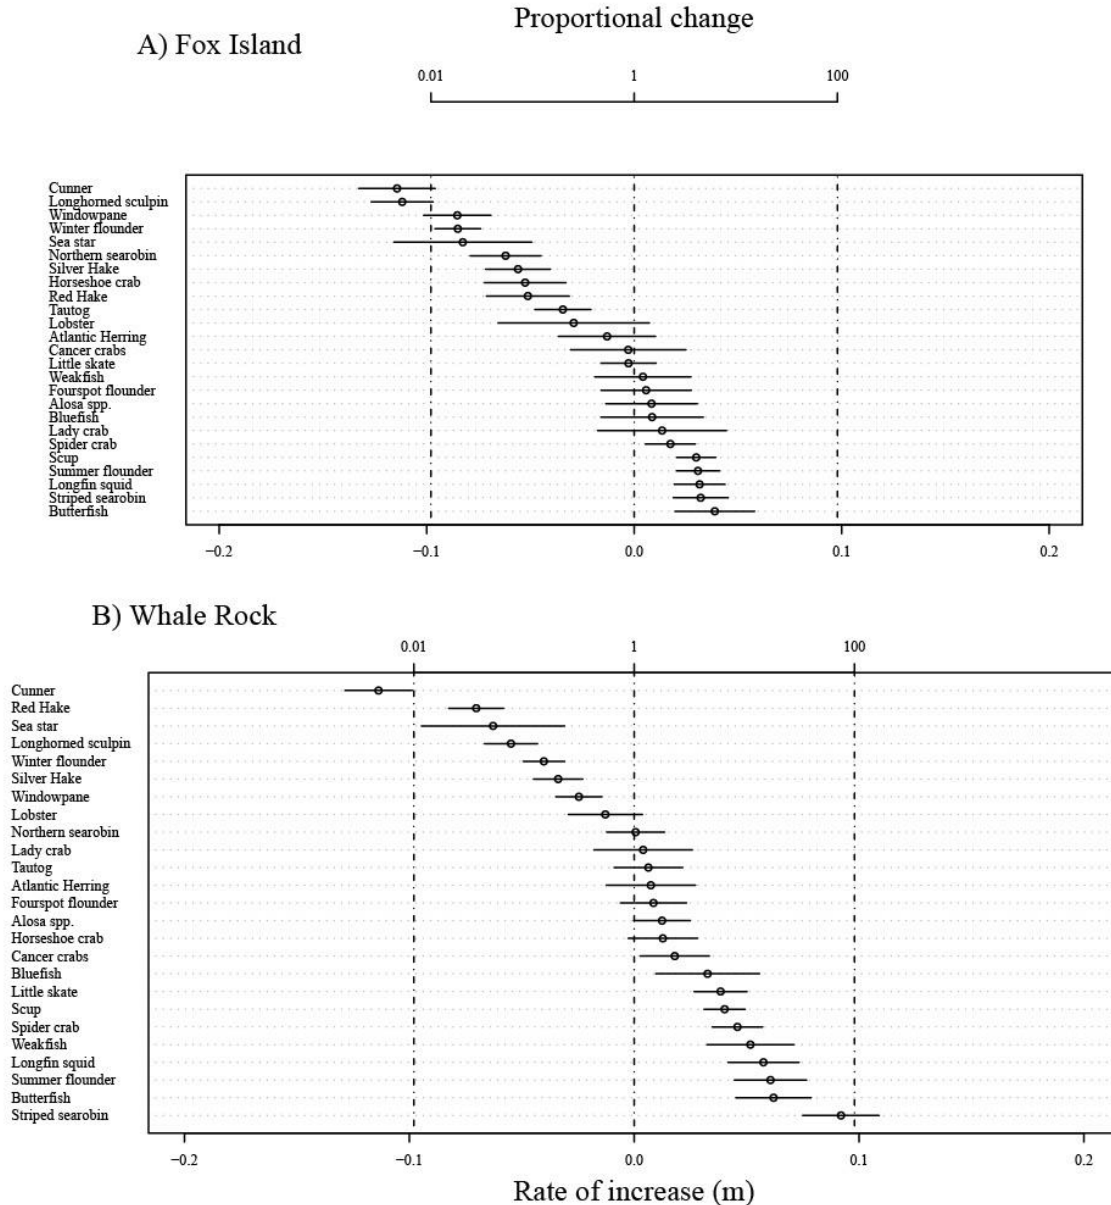 Proportional change
A) Fox Island
0.01 1 100
Cunner
Longhorned sculpin
Windowpane
Winter flounder
Sea star
Northern searobin
Silver Hake
Horseshoe crab
Red Hake
Tautog
Lobster
Atlantic Herring
Cancer crabs
Little skate
Weakfish
Fourspot flounder
Alosa spp.
Bluefish
Lady crab
Spider crab
Scup
Summer flounder
Longfin squid
Striped searobin
Butterfish
−0.2 −0.1 0.0 0.1 0.2
B) Whale Rock
0.01 1 100
Cunner
Red Hake
Sea star
Longhorned sculpin
Winter flounder
Silver Hake
Windowpane
Lobster
Northern searobin
Lady crab
Tautog
Atlantic Herring
Fourspot flounder
Alosa spp.
Horseshoe crab
Cancer crabs
Bluefish
Little skate
Scup
Spider crab
Weakfish
Longfin squid
Summer flounder
Butterfish
Striped searobin
−0.2 −0.1 0.0 0.1 0.2
Rate of increase (m)